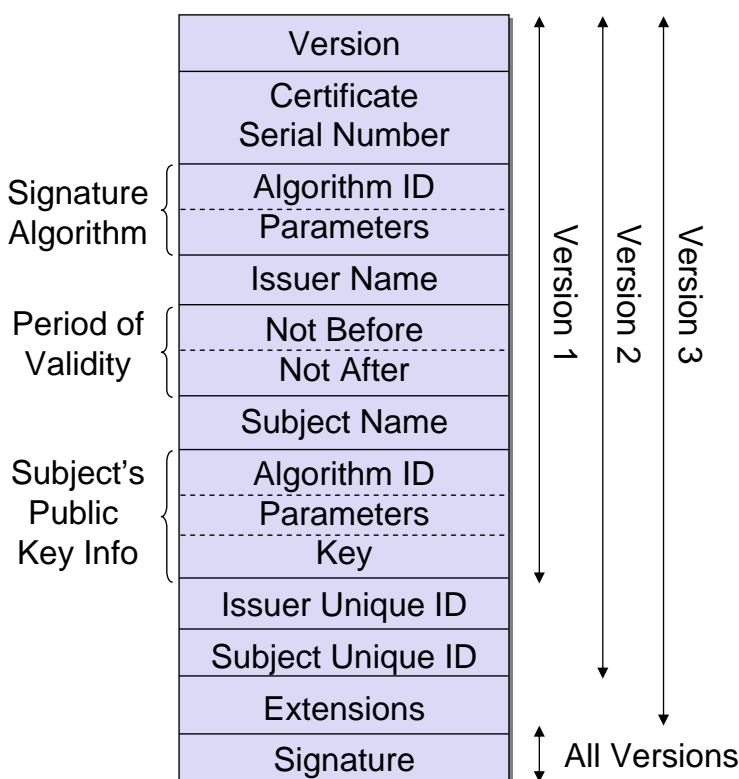 Version
Certificate
Serial Number
Signature
Algorithm
Algorithm ID
Parameters
Issuer Name
Period of
Validity
Not Before
Not After
Subject Name
Subject's
Public
Key Info
Algorithm ID
Parameters
Key
Issuer Unique ID
Subject Unique ID
Extensions
Signature
Version 1
Version 2
Version 3
All Versions